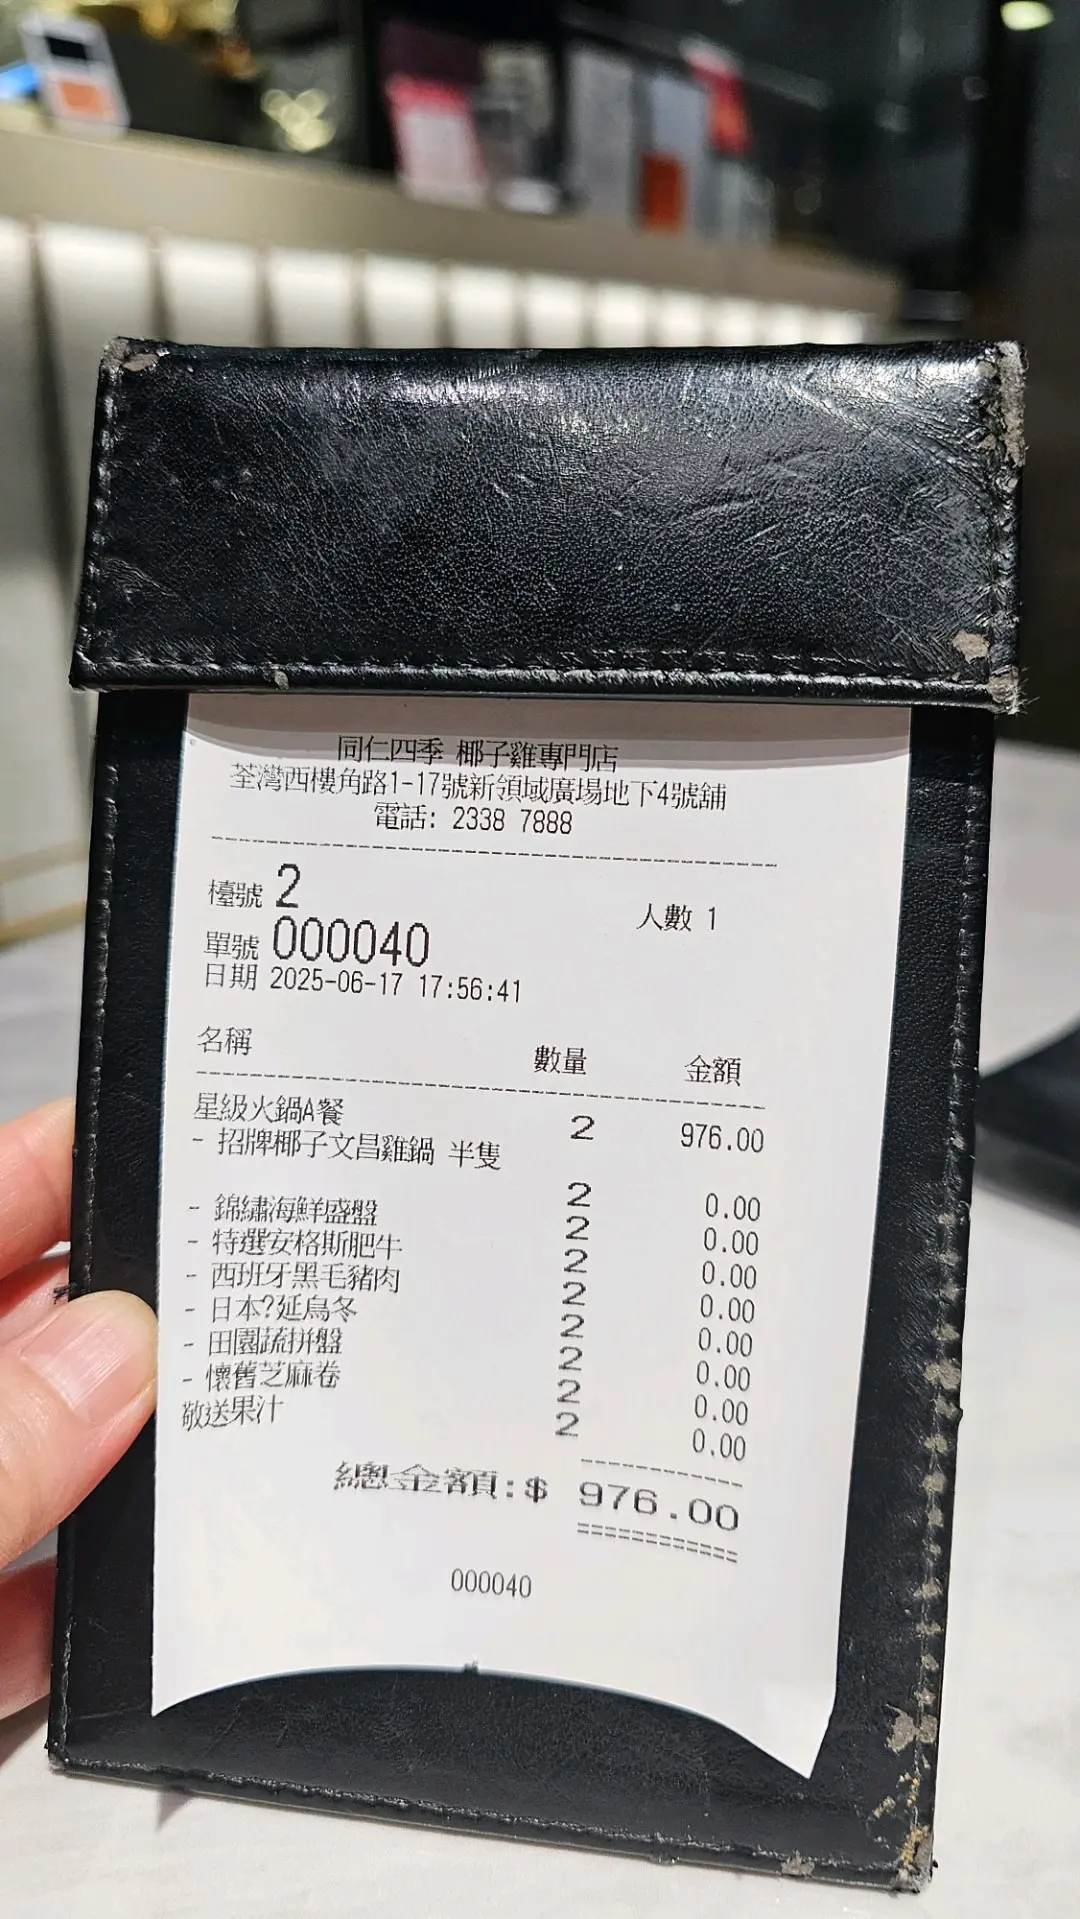 同仁四季 椰子雞專門店
荃灣西樓角路1-17號新領域廣場地下4號舖
電話: 2338 7888
檯號 2
人數 1
單號 000040
日期 2025-06-17 17:56:41
名稱 數量 金額
星級火鍋A餐 2 976.00
- 招牌椰子文昌雞鍋 半隻 2 0.00
- 錦繡海鮮盛盤 2 0.00
- 特選安格斯肥牛 2 0.00
- 西班牙黑毛豬肉 2 0.00
- 日本?延烏冬 2 0.00
- 田園蔬拼盤 2 0.00
- 懷舊芝麻卷 2 0.00
敬送果汁 2 0.00
總金額:$ 976.00
000040